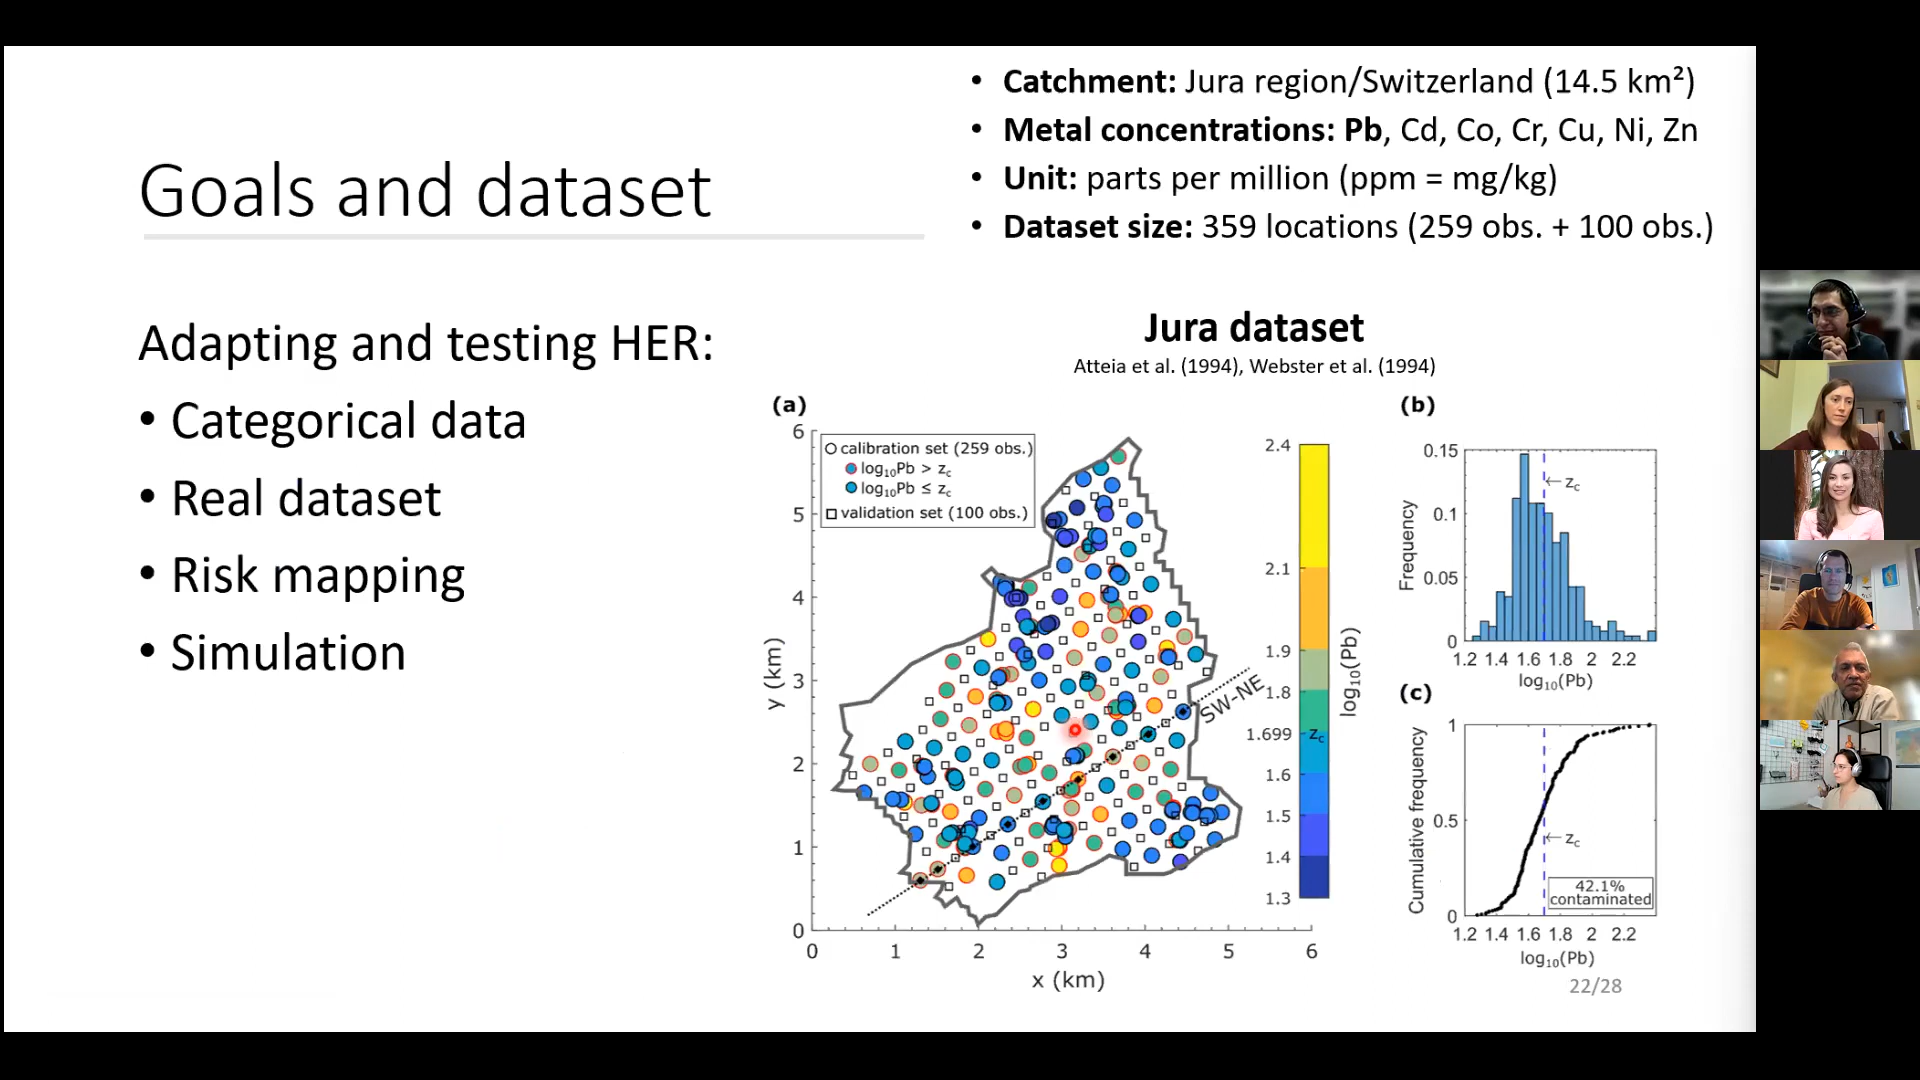 • Catchment: Jura region/Switzerland (14.5 km²)
• Metal concentrations: Pb, Cd, Co, Cr, Cu, Ni, Zn
• Unit: parts per million (ppm = mg/kg)
• Dataset size: 359 locations (259 obs. + 100 obs.)
Goals and dataset
Adapting and testing HER:
• Categorical data
• Real dataset
• Risk mapping
• Simulation
Jura dataset
Atteia et al. (1994), Webster et al. (1994)
(a)
calibration set (259 obs.)
log₁₀Pb > z꜀
log₁₀Pb ≤ z꜀
validation set (100 obs.)
6
5
4
3
2
1
0
y (km)
0 1 2 3 4 5 6
x (km)
SW-NE
2.4
2.1
1.9
1.8
1.699 z꜀
1.6
1.5
1.4
1.3
log₁₀(Pb)
(b)
0.15
0.1
0.05
0
Frequency
←z꜀
1.2 1.4 1.6 1.8 2 2.2
log₁₀(Pb)
(c)
1
0.5
0
Cumulative frequency
←z꜀
42.1%
contaminated
1.2 1.4 1.6 1.8 2 2.2
log₁₀(Pb)
22/28